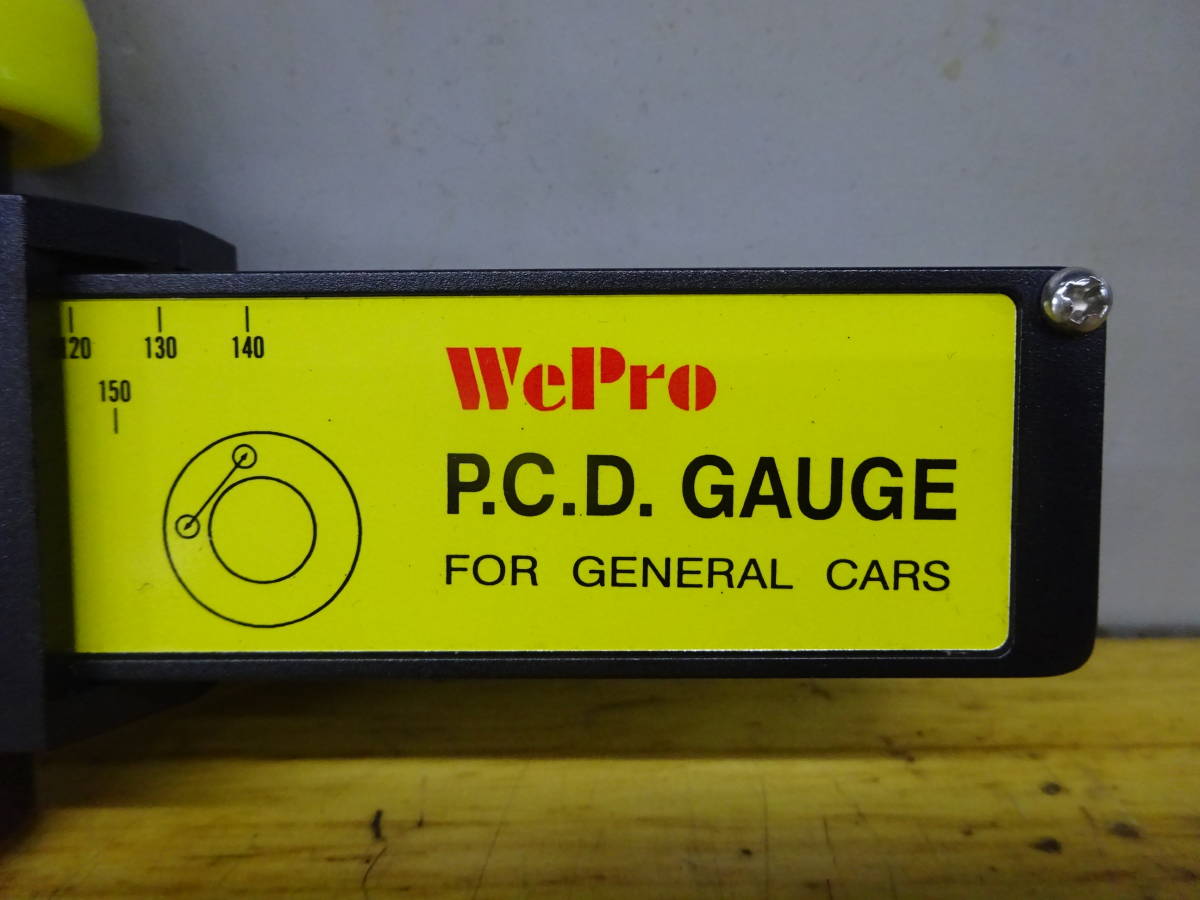 120 130 140
150
WePro
P.C.D. GAUGE
FOR GENERAL CARS